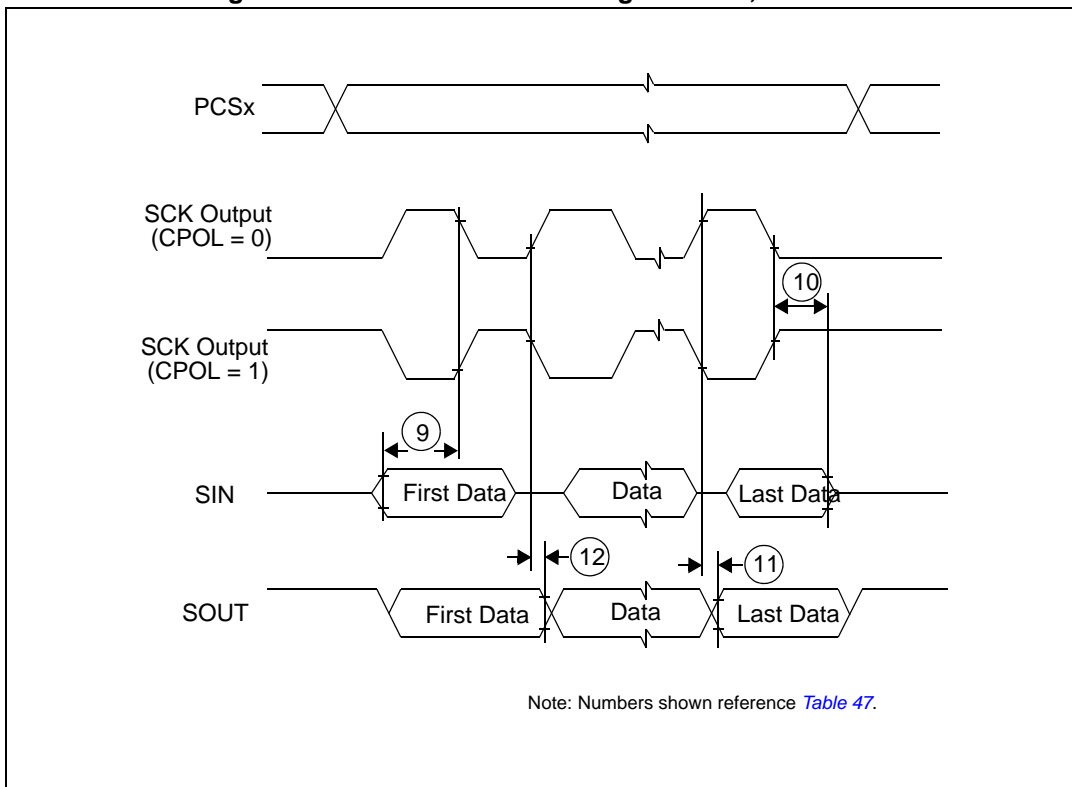 PCSx
SCK Output
(CPOL = 0)
10
SCK Output
(CPOL = 1)
9
SIN
First Data
Data
Last Data
12
11
SOUT
First Data
Data
Last Data
Note: Numbers shown reference Table 47.